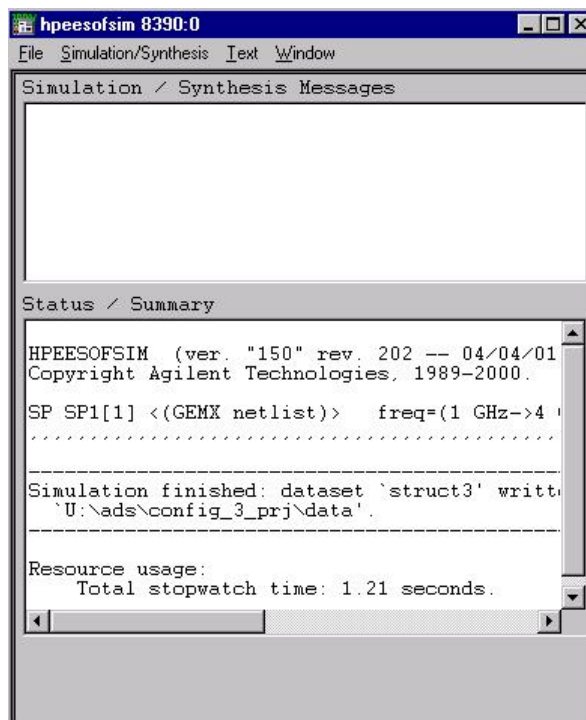 hpeesofsim 8390:0
File Simulation/Synthesis Text Window
Simulation / Synthesis Messages
Status / Summary
HPEESOFSIM (ver. "150" rev. 202 -- 04/04/01
Copyright Agilent Technologies, 1989-2000.
SP SP1[1] <(GEMX netlist)> freq=(1 GHz->4
Simulation finished: dataset `struct3' writt
`U:\ads\config_3_prj\data'.
Resource usage:
Total stopwatch time: 1.21 seconds.